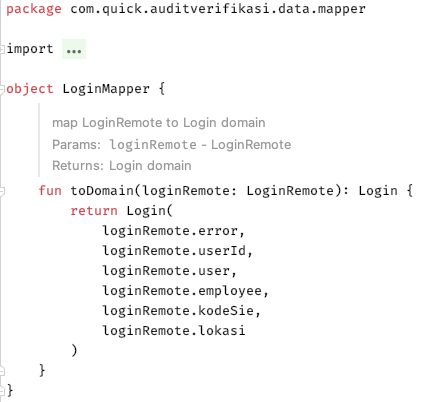 package com.quick.auditverifikasi.data.mapper
import ...
object LoginMapper {
map LoginRemote to Login domain
Params: loginRemote - LoginRemote
Returns: Login domain
fun toDomain(loginRemote: LoginRemote): Login {
return Login(
loginRemote.error,
loginRemote.userId,
loginRemote.user,
loginRemote.employee,
loginRemote.kodeSie,
loginRemote.lokasi
)
}
}